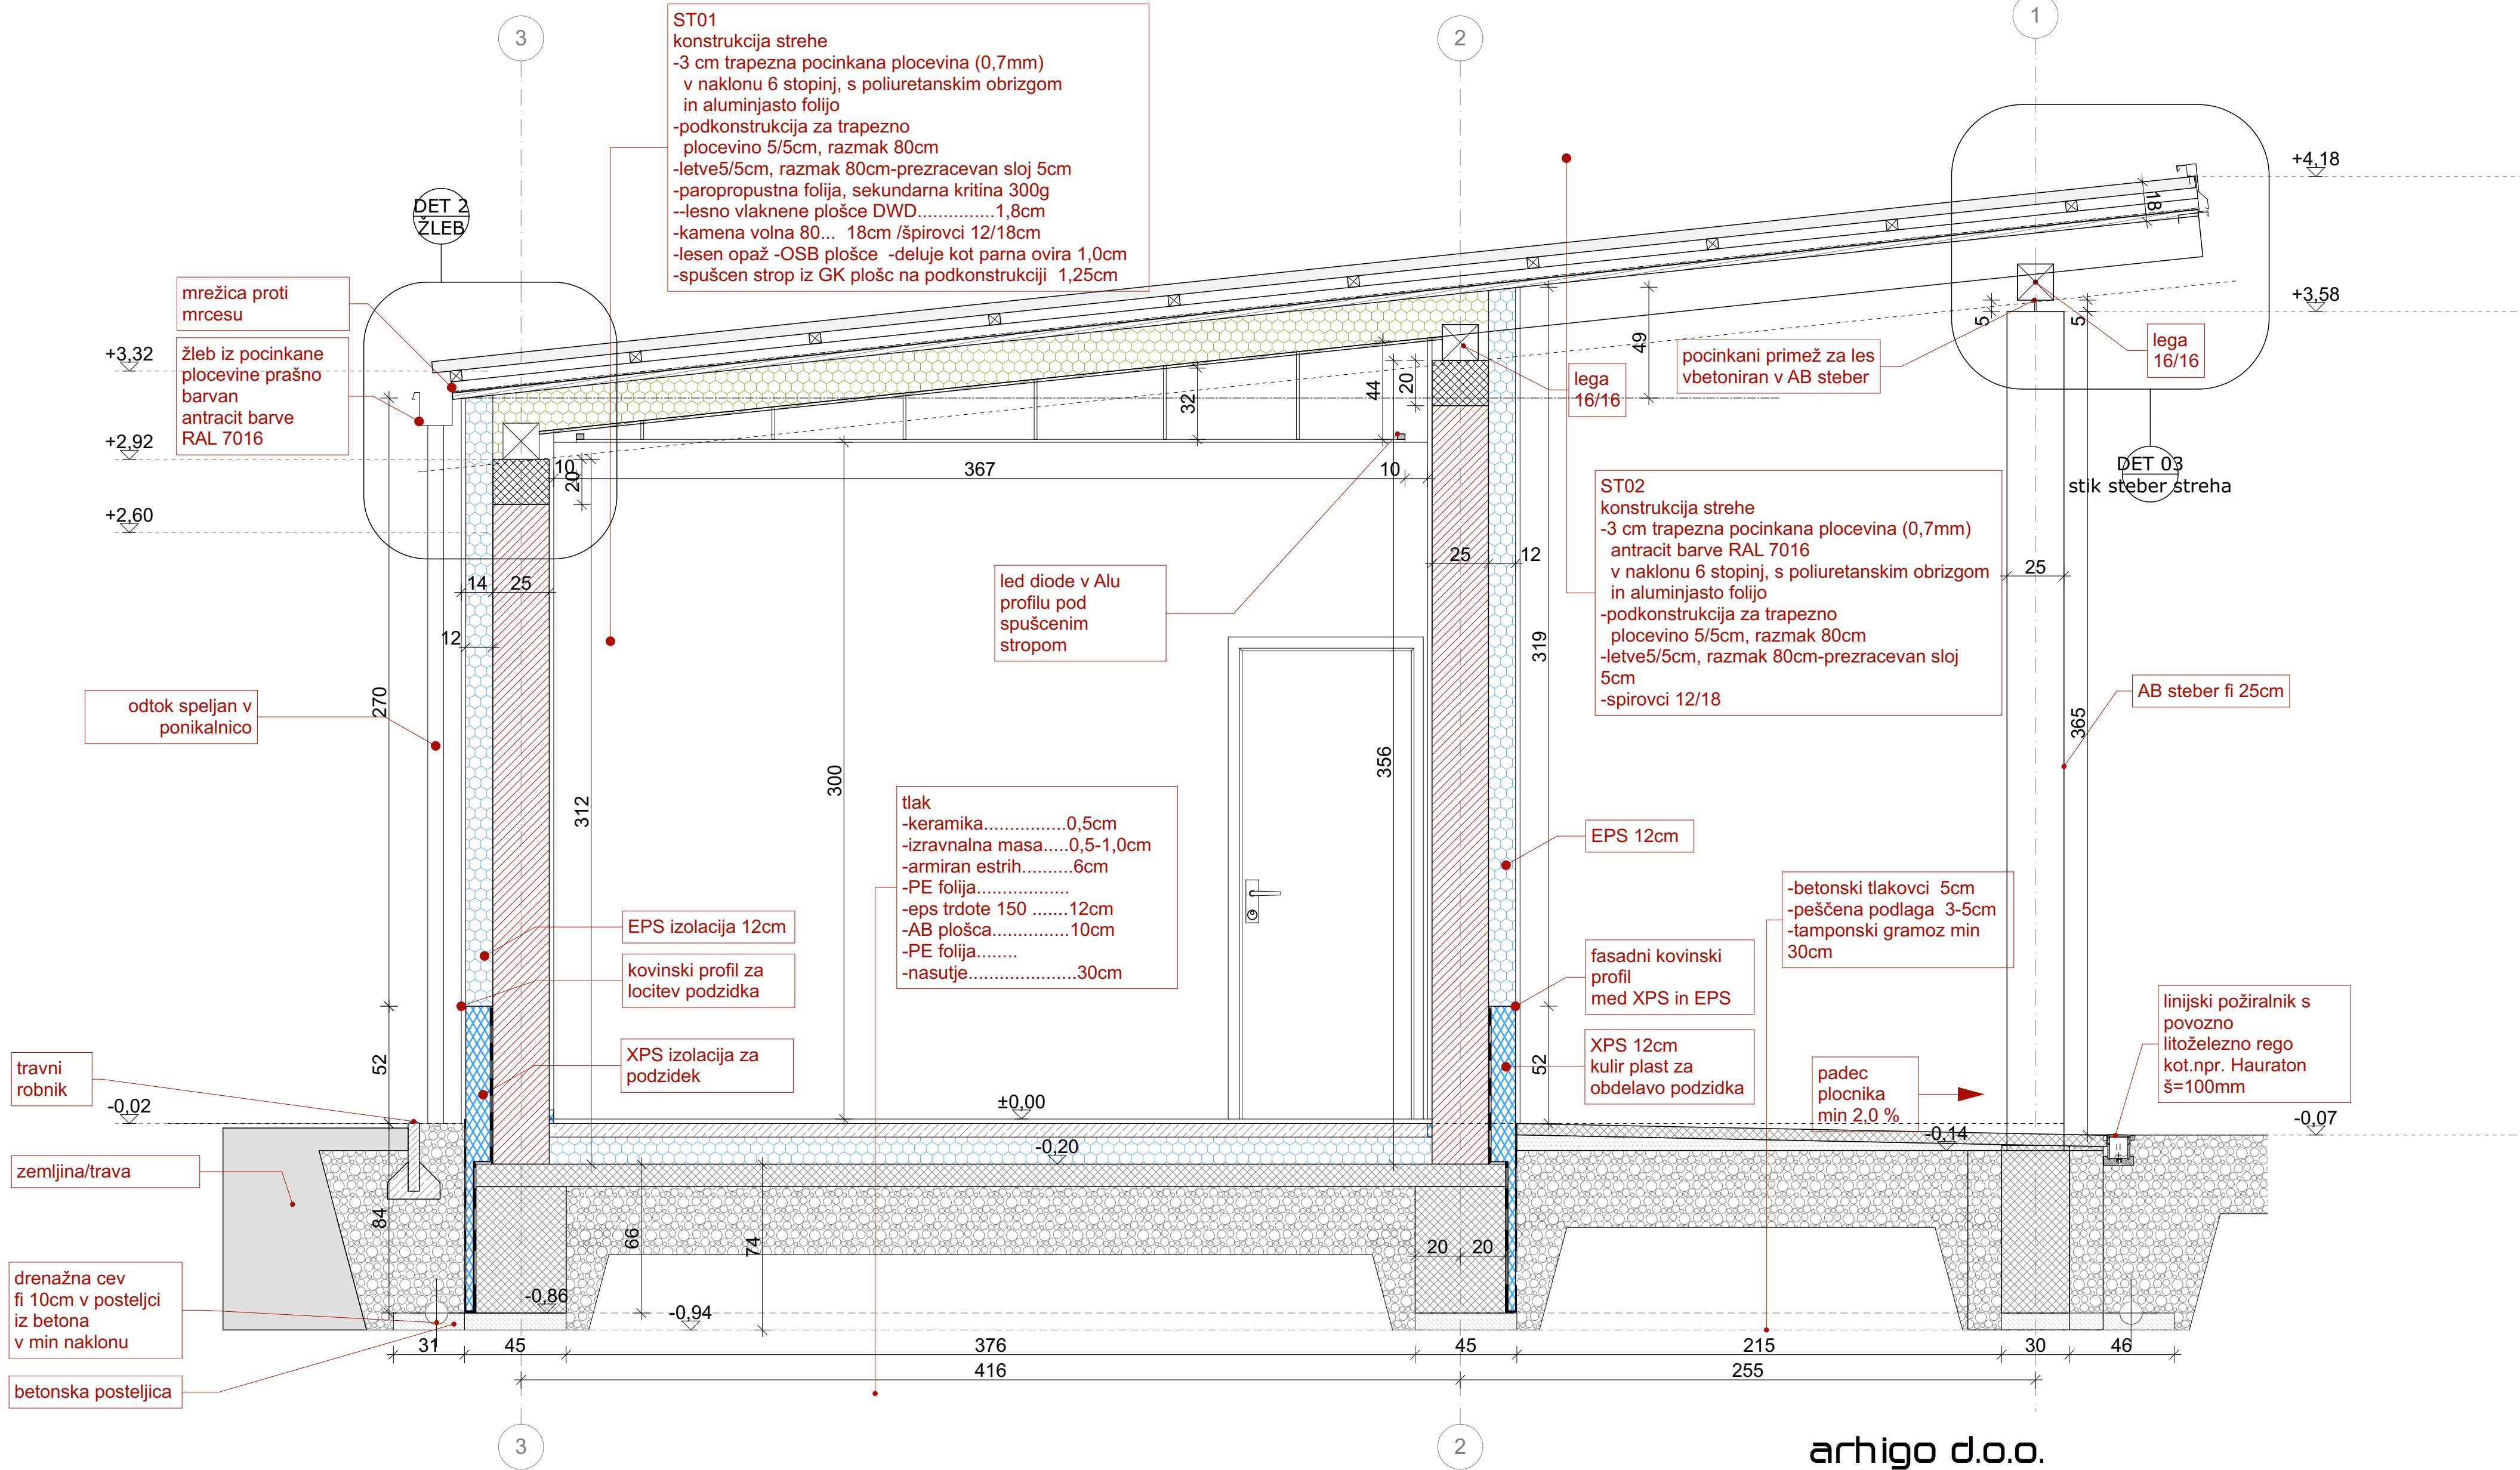 3
2
1
ST01
konstrukcija strehe
-3 cm trapezna pocinkana plocevina (0,7mm)
v naklonu 6 stopinj, s poliuretanskim obrizgom
in aluminjasto folijo
-podkonstrukcija za trapezno
plocevino 5/5cm, razmak 80cm
-letve5/5cm, razmak 80cm-prezracevan sloj 5cm
-paropropustna folija, sekundarna kritina 300g
--lesno vlaknene plošce DWD...............1,8cm
-kamena volna 80... 18cm /špirovci 12/18cm
-lesen opaž -OSB plošce -deluje kot parna ovira 1,0cm
-spušcen strop iz GK plošc na podkonstrukciji 1,25cm
DET 2
ŽLEB
mrežica proti
mrcesu
žleb iz pocinkane
plocevine prašno
barvan
antracit barve
RAL 7016
+3,32
+2,92
+2,60
+4,18
+3,58
18
5
5
49
pocinkani primež za les
vbetoniran v AB steber
lega
16/16
lega
16/16
32
44
20
10
20
367
10
DET 03
stik steber streha
ST02
konstrukcija strehe
-3 cm trapezna pocinkana plocevina (0,7mm)
antracit barve RAL 7016
v naklonu 6 stopinj, s poliuretanskim obrizgom
in aluminjasto folijo
-podkonstrukcija za trapezno
plocevino 5/5cm, razmak 80cm
-letve5/5cm, razmak 80cm-prezracevan sloj
5cm
-spirovci 12/18
14
25
12
25
12
25
led diode v Alu
profilu pod
spušcenim
stropom
270
312
300
356
319
365
odtok speljan v
ponikalnico
AB steber fi 25cm
tlak
-keramika................0,5cm
-izravnalna masa.....0,5-1,0cm
-armiran estrih..........6cm
-PE folija..................
-eps trdote 150 .......12cm
-AB plošca...............10cm
-PE folija........
-nasutje.....................30cm
EPS 12cm
-betonski tlakovci 5cm
-peščena podlaga 3-5cm
-tamponski gramoz min
30cm
EPS izolacija 12cm
kovinski profil za
locitev podzidka
XPS izolacija za
podzidek
fasadni kovinski
profil
med XPS in EPS
XPS 12cm
kulir plast za
obdelavo podzidka
52
52
padec
plocnika
min 2,0 %
linijski požiralnik s
povozno
litoželezno rego
kot.npr. Hauraton
š=100mm
travni
robnik
-0,02
±0,00
-0,20
-0,14
-0,07
zemljina/trava
84
66
74
20
20
drenažna cev
fi 10cm v posteljci
iz betona
v min naklonu
-0,86
-0,94
betonska posteljica
31
45
376
45
215
30
46
416
255
3
2
arhigo d.o.o.